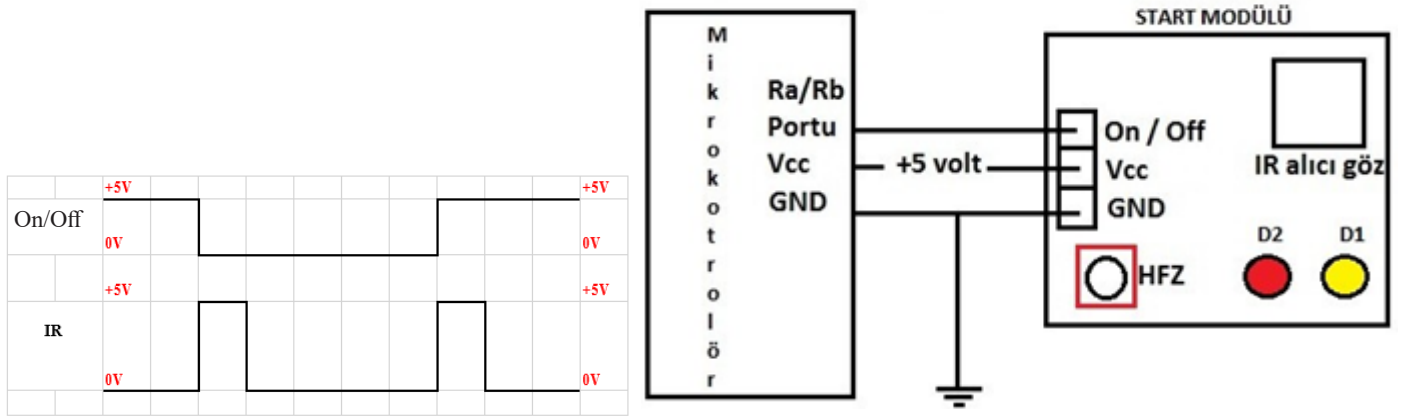 +5V
+5V
On/Off
0V
0V
+5V
+5V
IR
0V
0V
Mikrokotrolör
Ra/Rb
Portu
Vcc
GND
+5 volt
START MODÜLÜ
On / Off
Vcc
GND
IR alıcı göz
HFZ
D2
D1